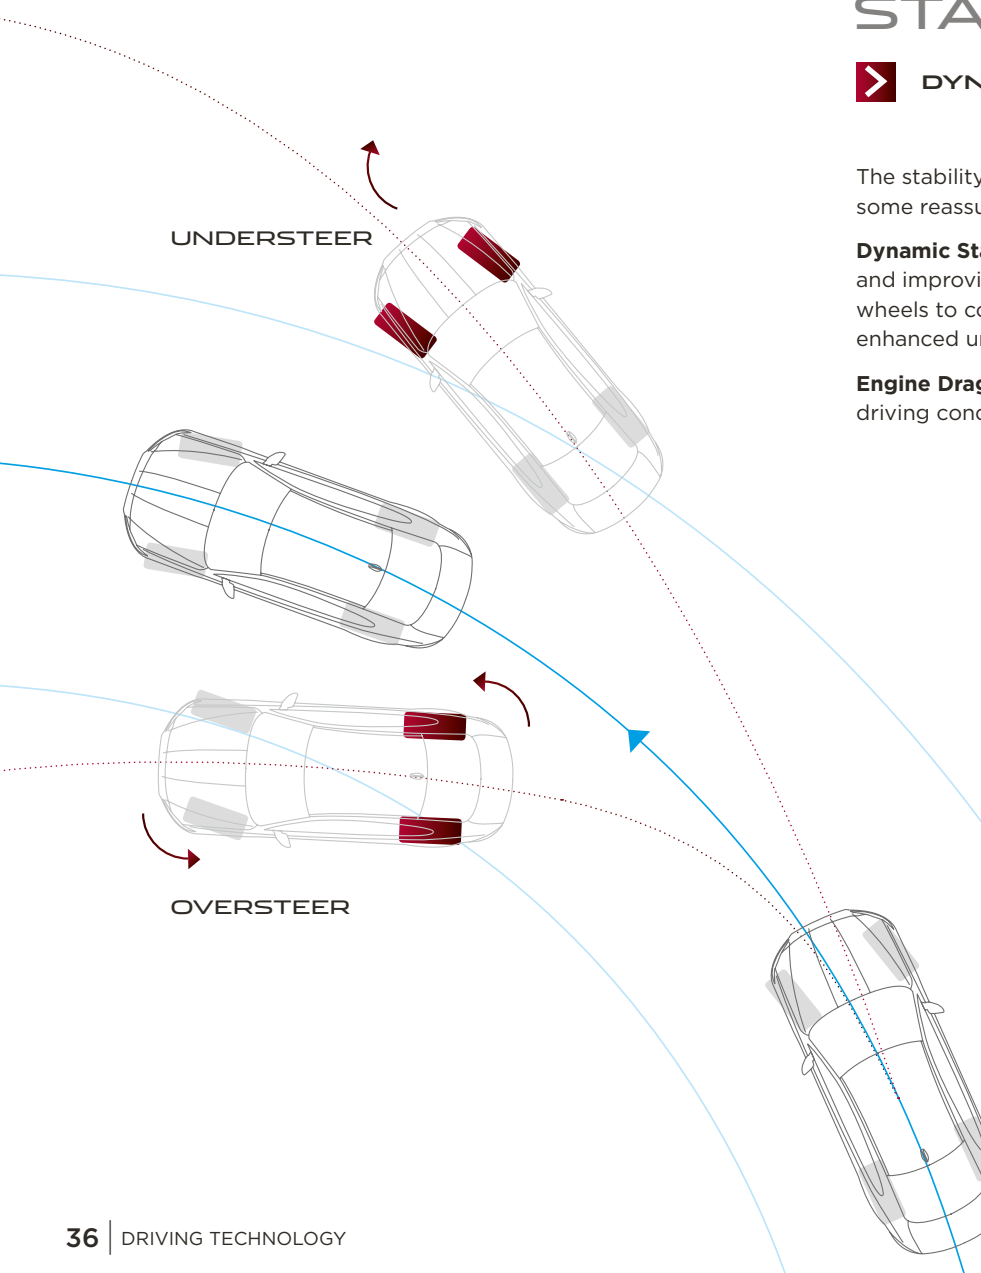 STA
DYN
The stability
some reassu
Dynamic Sta
and improvi
wheels to co
enhanced un
Engine Drag
driving cond
UNDERSTEER
OVERSTEER
36 DRIVING TECHNOLOGY